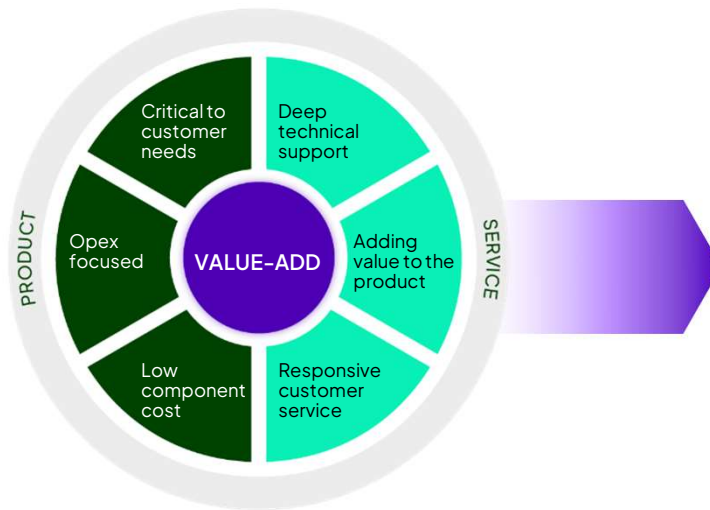 Critical to
customer
needs
Deep
technical
support
PRODUCT
Opex
focused
VALUE-ADD
Adding
value to the
product
SERVICE
Low
component
cost
Responsive
customer
service